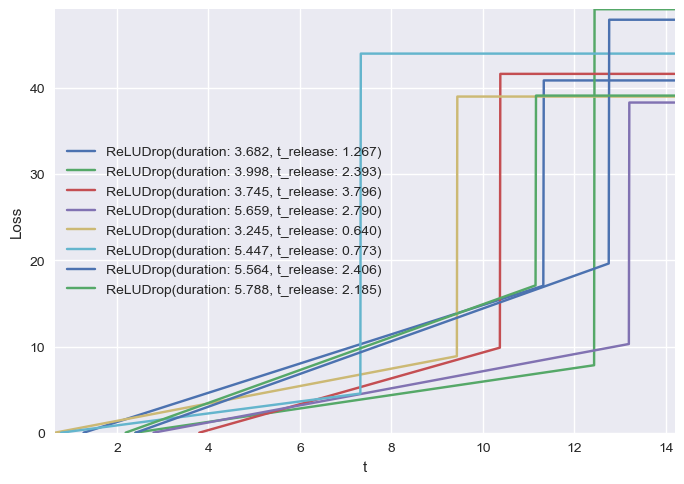 40
30
20
10
0
Loss
ReLUDrop(duration: 3.682, t_release: 1.267)
ReLUDrop(duration: 3.998, t_release: 2.393)
ReLUDrop(duration: 3.745, t_release: 3.796)
ReLUDrop(duration: 5.659, t_release: 2.790)
ReLUDrop(duration: 3.245, t_release: 0.640)
ReLUDrop(duration: 5.447, t_release: 0.773)
ReLUDrop(duration: 5.564, t_release: 2.406)
ReLUDrop(duration: 5.788, t_release: 2.185)
2 4 6 8 10 12 14
t